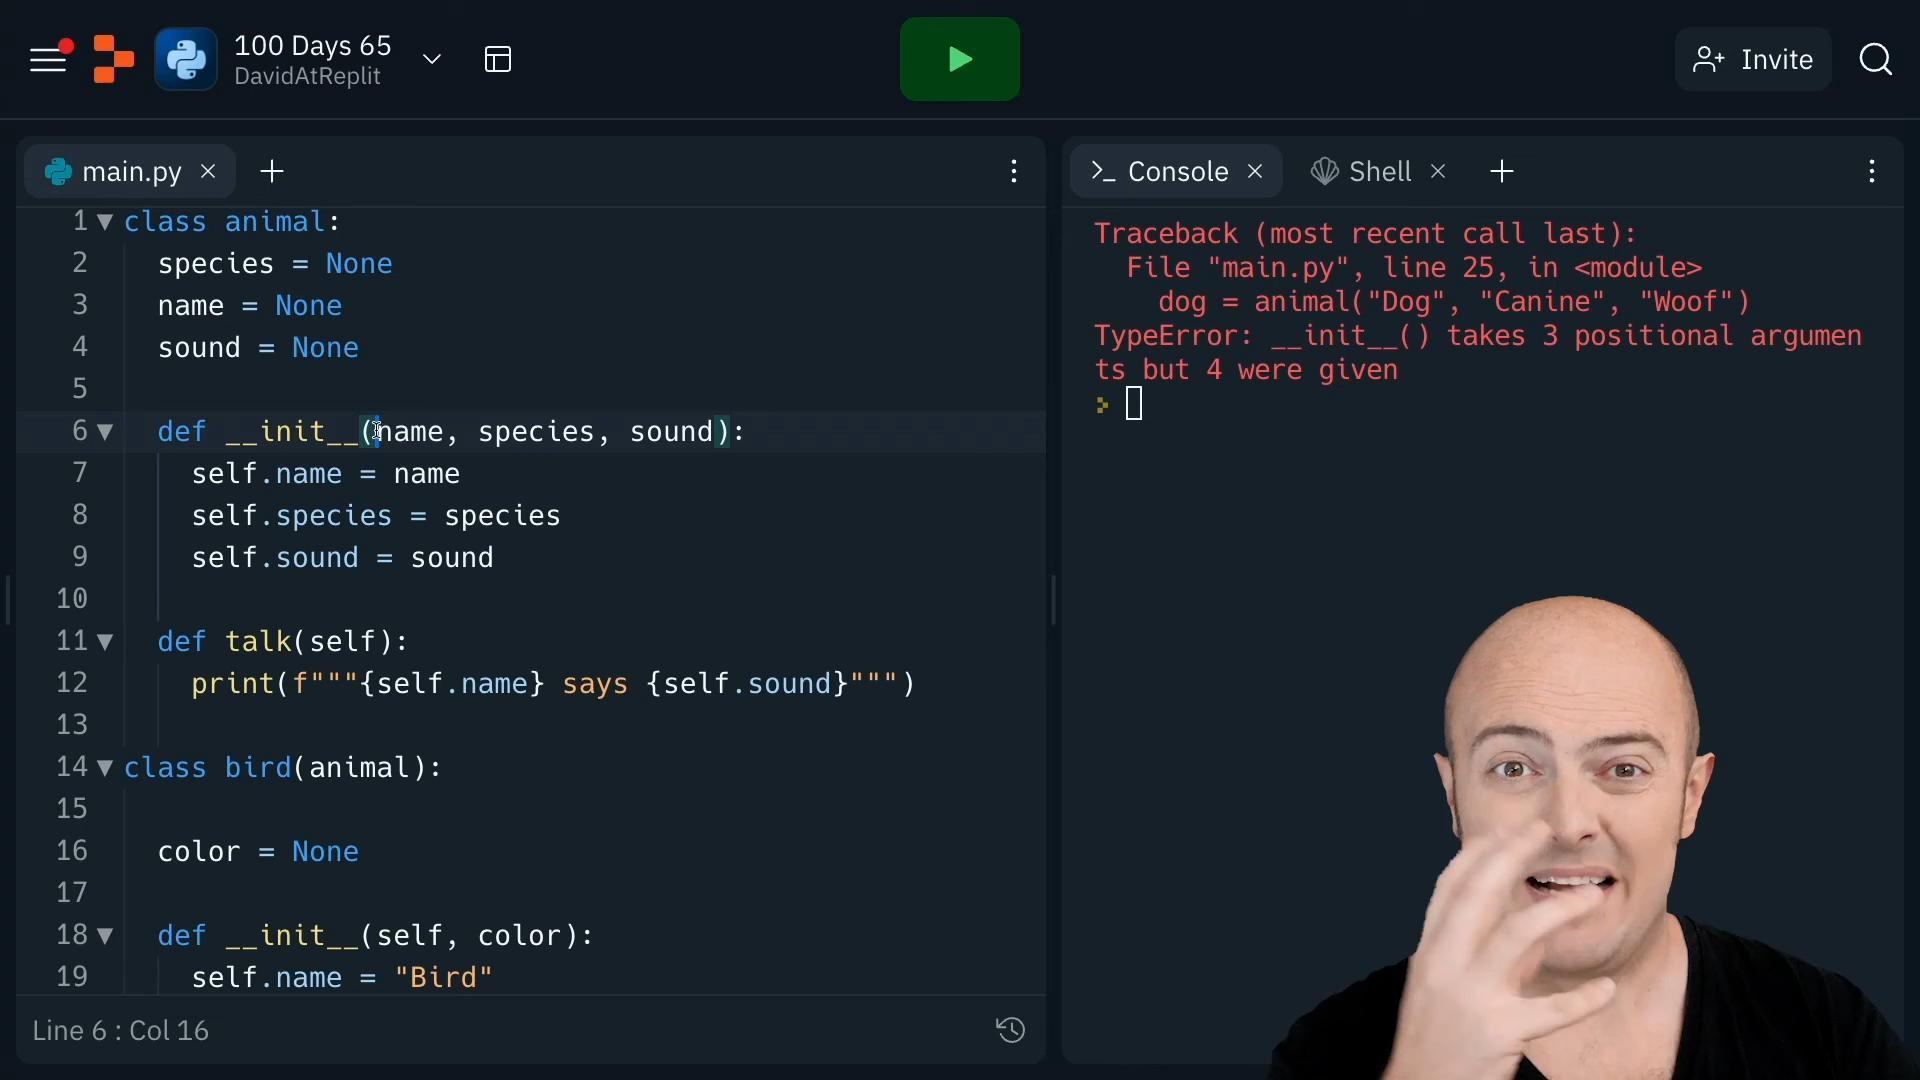 100 Days 65
DavidAtReplit
Invite
main.py
Console
Shell
1 class animal:
2 species = None
3 name = None
4 sound = None
5
6 def __init__(name, species, sound):
7 self.name = name
8 self.species = species
9 self.sound = sound
10
11 def talk(self):
12 print(f"""{self.name} says {self.sound}""")
13
14 class bird(animal):
15
16 color = None
17
18 def __init__(self, color):
19 self.name = "Bird"
Line 6 : Col 16
Traceback (most recent call last):
File "main.py", line 25, in <module>
dog = animal("Dog", "Canine", "Woof")
TypeError: __init__() takes 3 positional argumen
ts but 4 were given